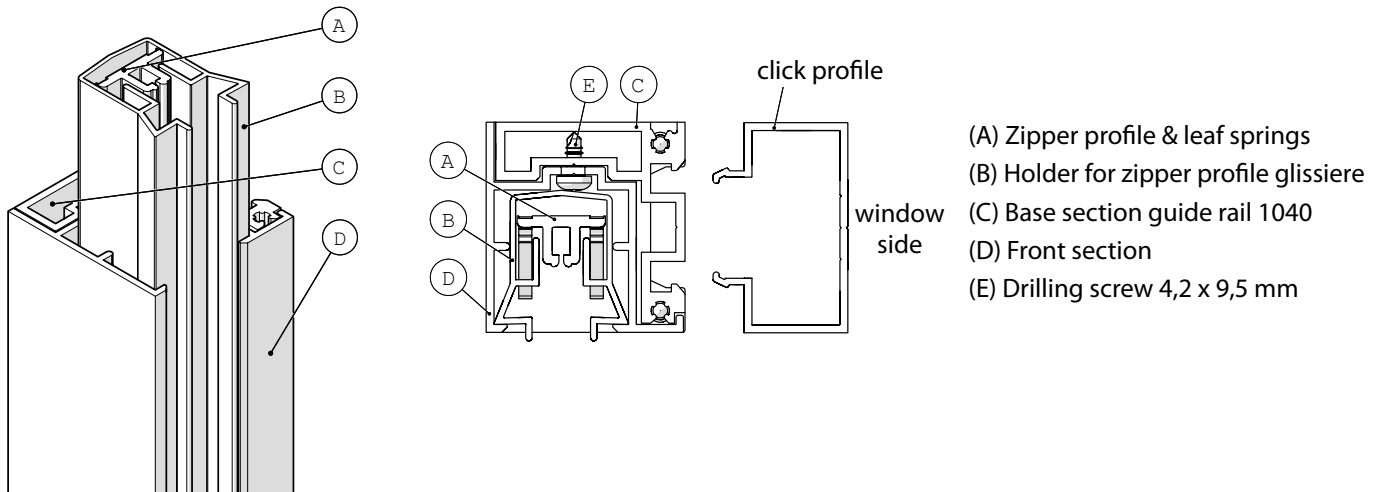 A
B
C
D
E
C
A
B
D
click profile
window
side
(A) Zipper profile & leaf springs
(B) Holder for zipper profile glissiere
(C) Base section guide rail 1040
(D) Front section
(E) Drilling screw 4,2 x 9,5 mm